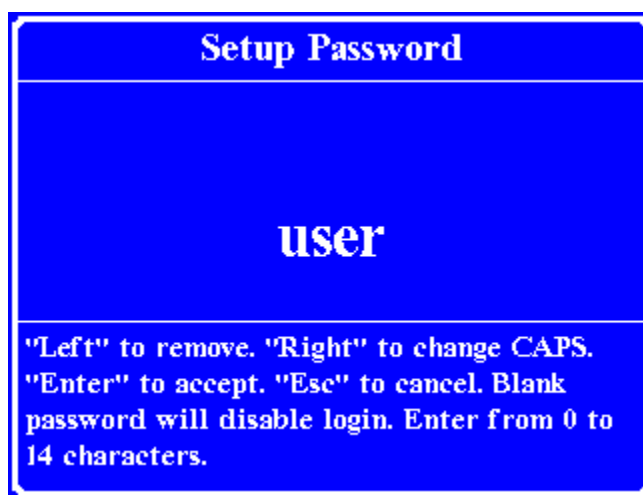 Setup Password
user
"Left" to remove. "Right" to change CAPS.
"Enter" to accept. "Esc" to cancel. Blank
password will disable login. Enter from 0 to
14 characters.